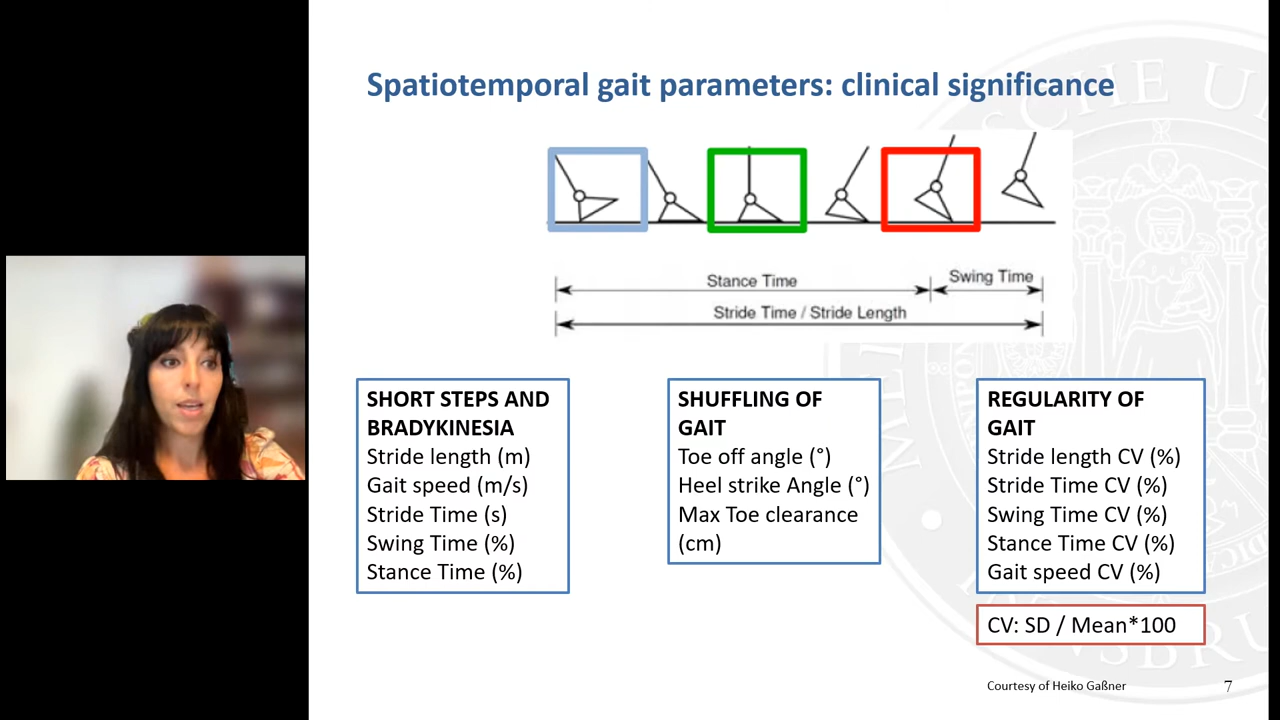 Spatiotemporal gait parameters: clinical significance
Stance Time
Swing Time
Stride Time / Stride Length
SHORT STEPS AND
BRADYKINESIA
Stride length (m)
Gait speed (m/s)
Stride Time (s)
Swing Time (%)
Stance Time (%)
SHUFFLING OF
GAIT
Toe off angle (°)
Heel strike Angle (°)
Max Toe clearance
(cm)
REGULARITY OF
GAIT
Stride length CV (%)
Stride Time CV (%)
Swing Time CV (%)
Stance Time CV (%)
Gait speed CV (%)
CV: SD / Mean*100
Courtesy of Heiko Gaßner
7